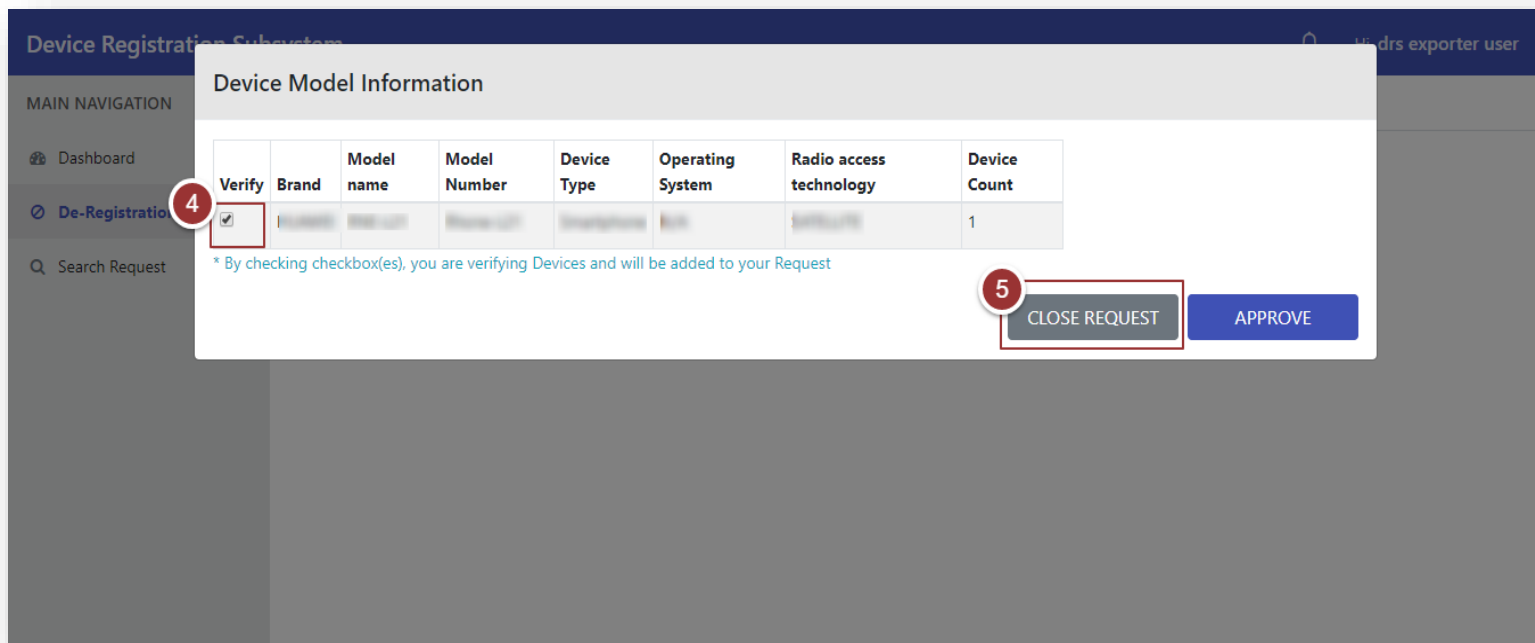 Device Registration Subsystem
Hi drs exporter user
MAIN NAVIGATION
Dashboard
De-Registration
Search Request
Device Model Information
Verify Brand Model name Model Number Device Type Operating System Radio access technology Device Count
1
* By checking checkbox(es), you are verifying Devices and will be added to your Request
4
5
CLOSE REQUEST
APPROVE